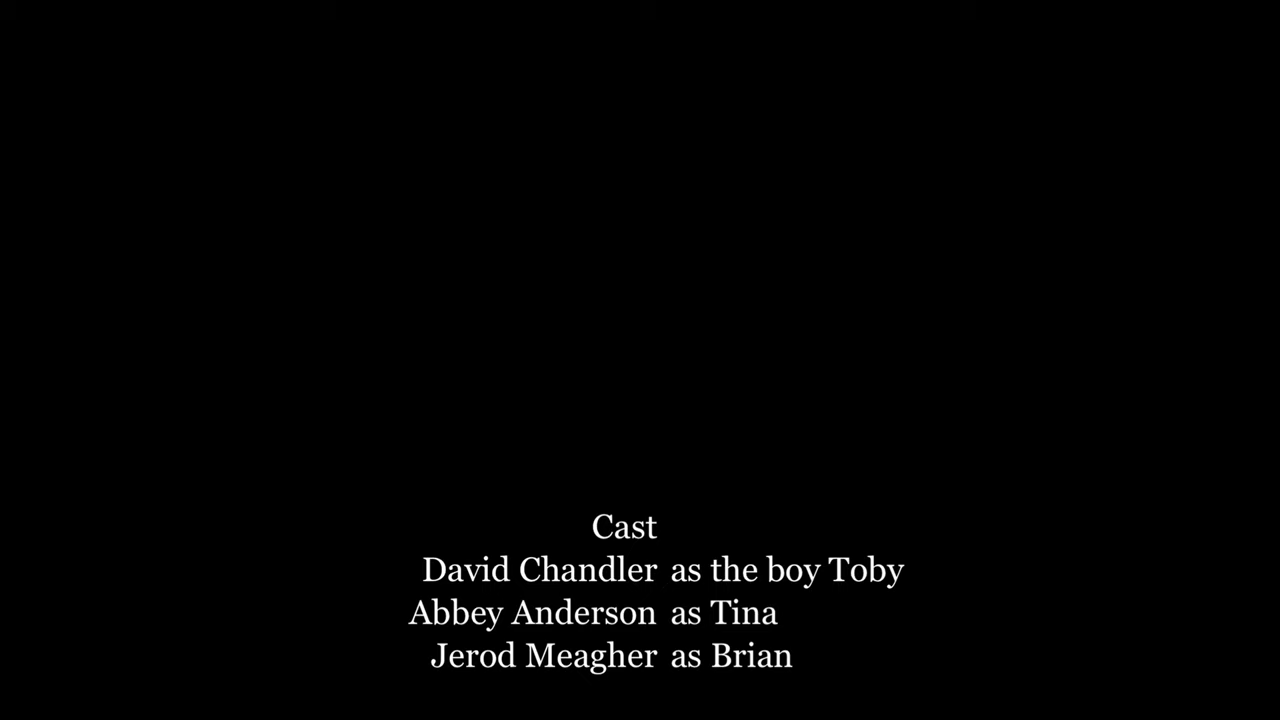 Cast
David Chandler as the boy Toby
Abbey Anderson as Tina
Jerod Meagher as Brian